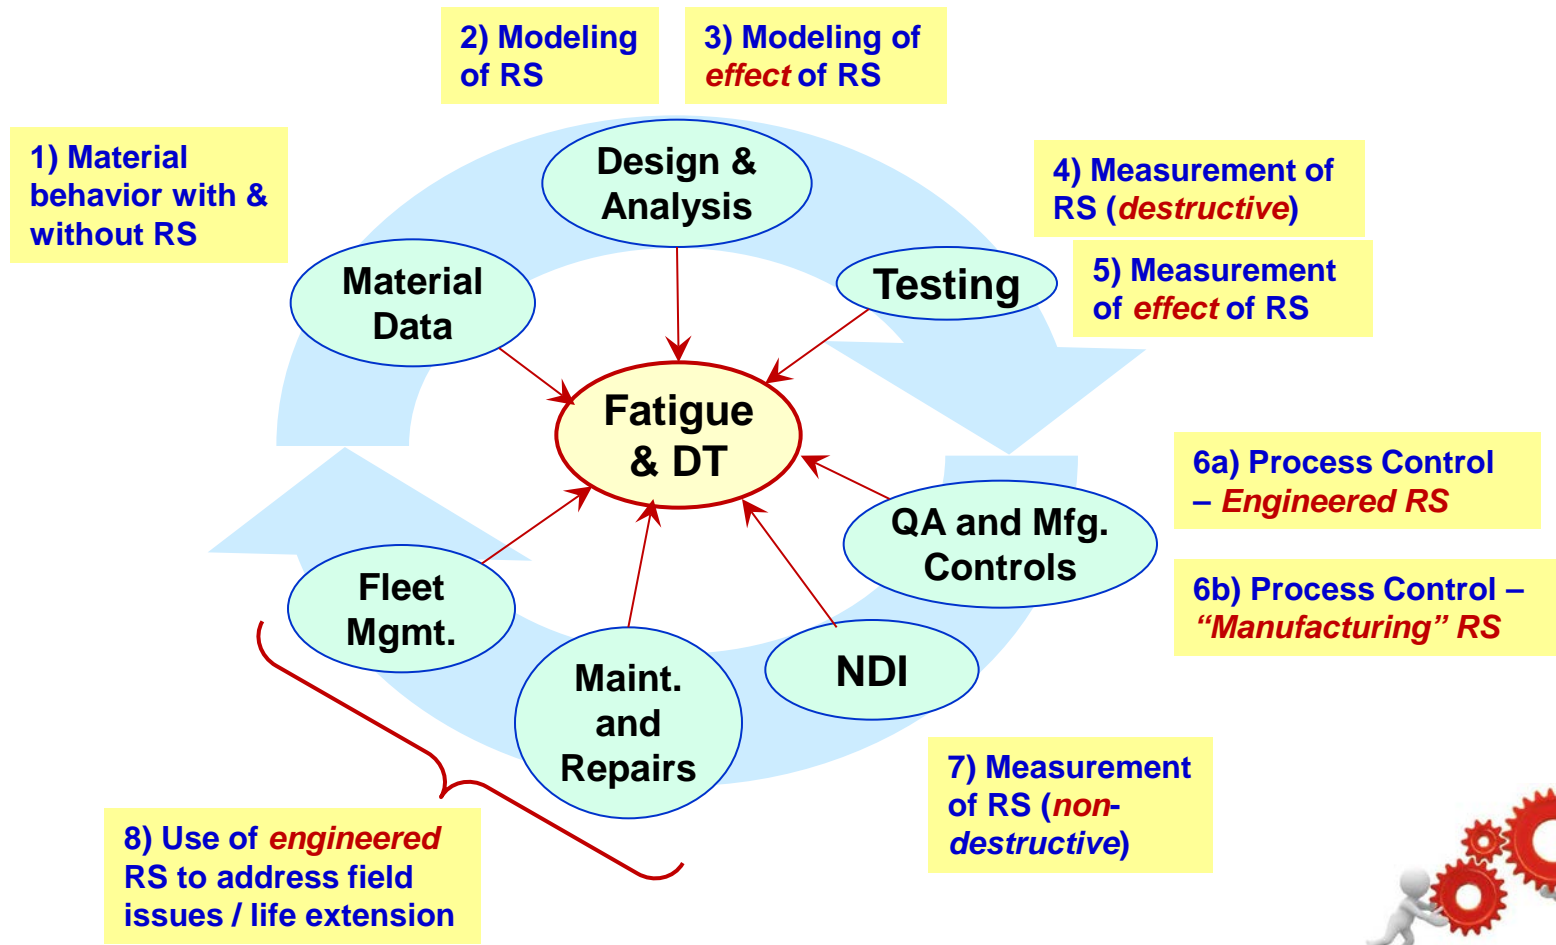 2) Modeling
of RS
3) Modeling of
effect of RS
1) Material
behavior with &
without RS
Design &
Analysis
4) Measurement of
RS (destructive)
5) Measurement
of effect of RS
Material
Data
Testing
Fatigue
& DT
6a) Process Control
– Engineered RS
QA and Mfg.
Controls
6b) Process Control –
“Manufacturing” RS
Fleet
Mgmt.
Maint.
and
Repairs
NDI
7) Measurement
of RS (non-
destructive)
8) Use of engineered
RS to address field
issues / life extension